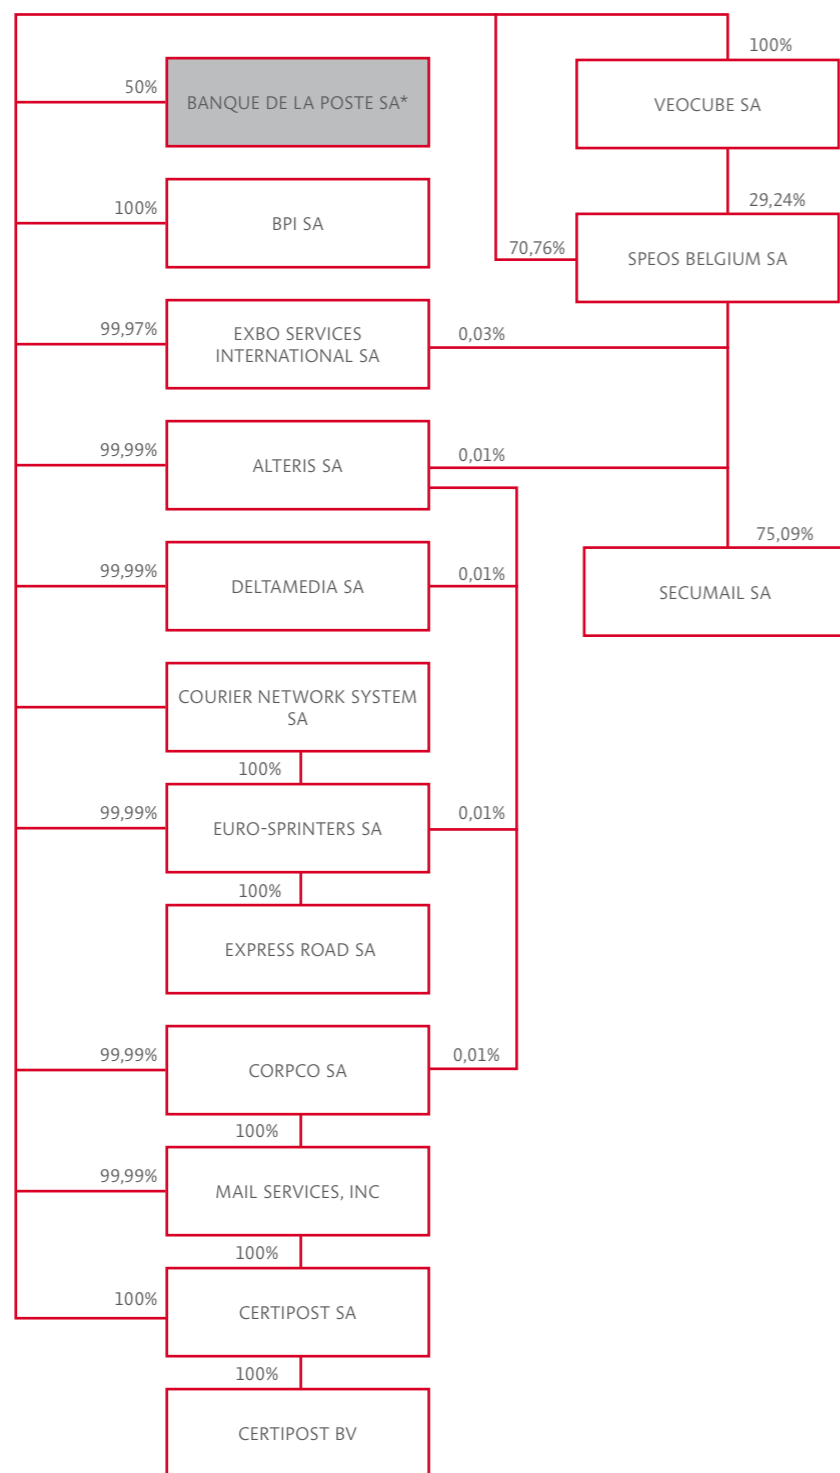 100%
50%
BANQUE DE LA POSTE SA*
VEOCUBE SA
100%
BPI SA
29,24%
70,76%
SPEOS BELGIUM SA
99,97%
EXBO SERVICES
INTERNATIONAL SA
0,03%
99,99%
ALTERIS SA
0,01%
75,09%
SECUMAIL SA
99,99%
DELTAMEDIA SA
0,01%
COURIER NETWORK SYSTEM
SA
100%
99,99%
EURO-SPRINTERS SA
0,01%
100%
EXPRESS ROAD SA
99,99%
CORPCO SA
0,01%
100%
99,99%
MAIL SERVICES, INC
100%
100%
CERTIPOST SA
100%
CERTIPOST BV